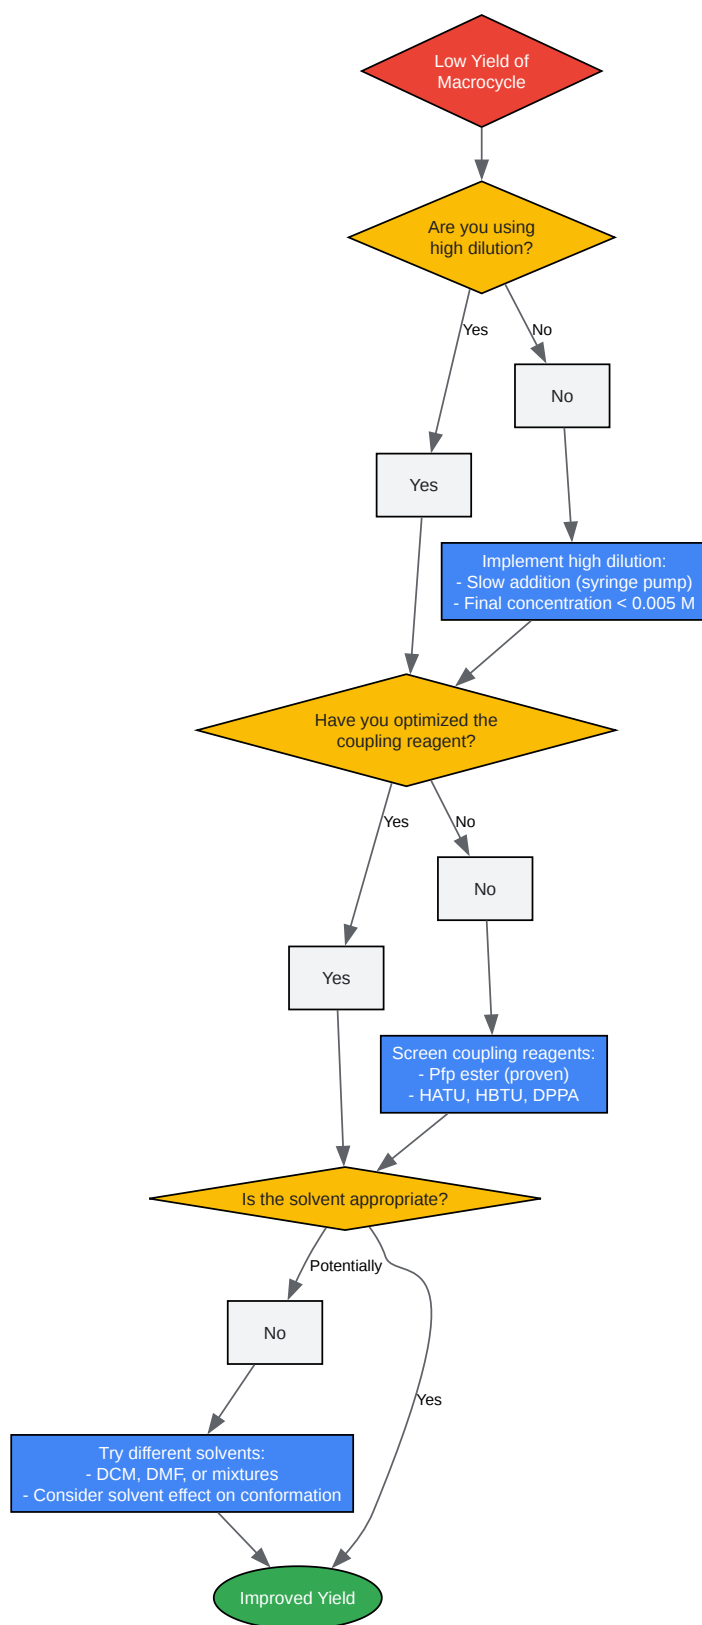 Low Yield of
Macrocycle
Are you using
high dilution?
Yes
No
No
Yes
Implement high dilution:
- Slow addition (syringe pump)
- Final concentration < 0.005 M
Have you optimized the
coupling reagent?
Yes
No
No
Yes
Screen coupling reagents:
- Pfp ester (proven)
- HATU, HBTU, DPPA
Is the solvent appropriate?
Potentially
No
Yes
Try different solvents:
- DCM, DMF, or mixtures
- Consider solvent effect on conformation
Improved Yield